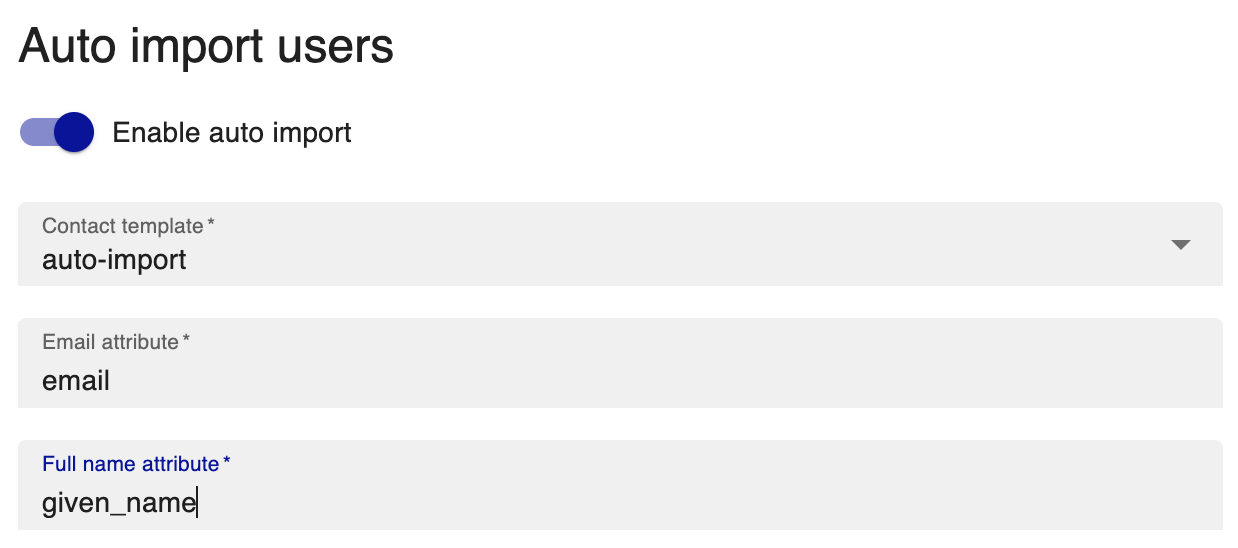 Auto import users
Enable auto import
Contact template *
auto-import
Email attribute *
email
Full name attribute *
given_name